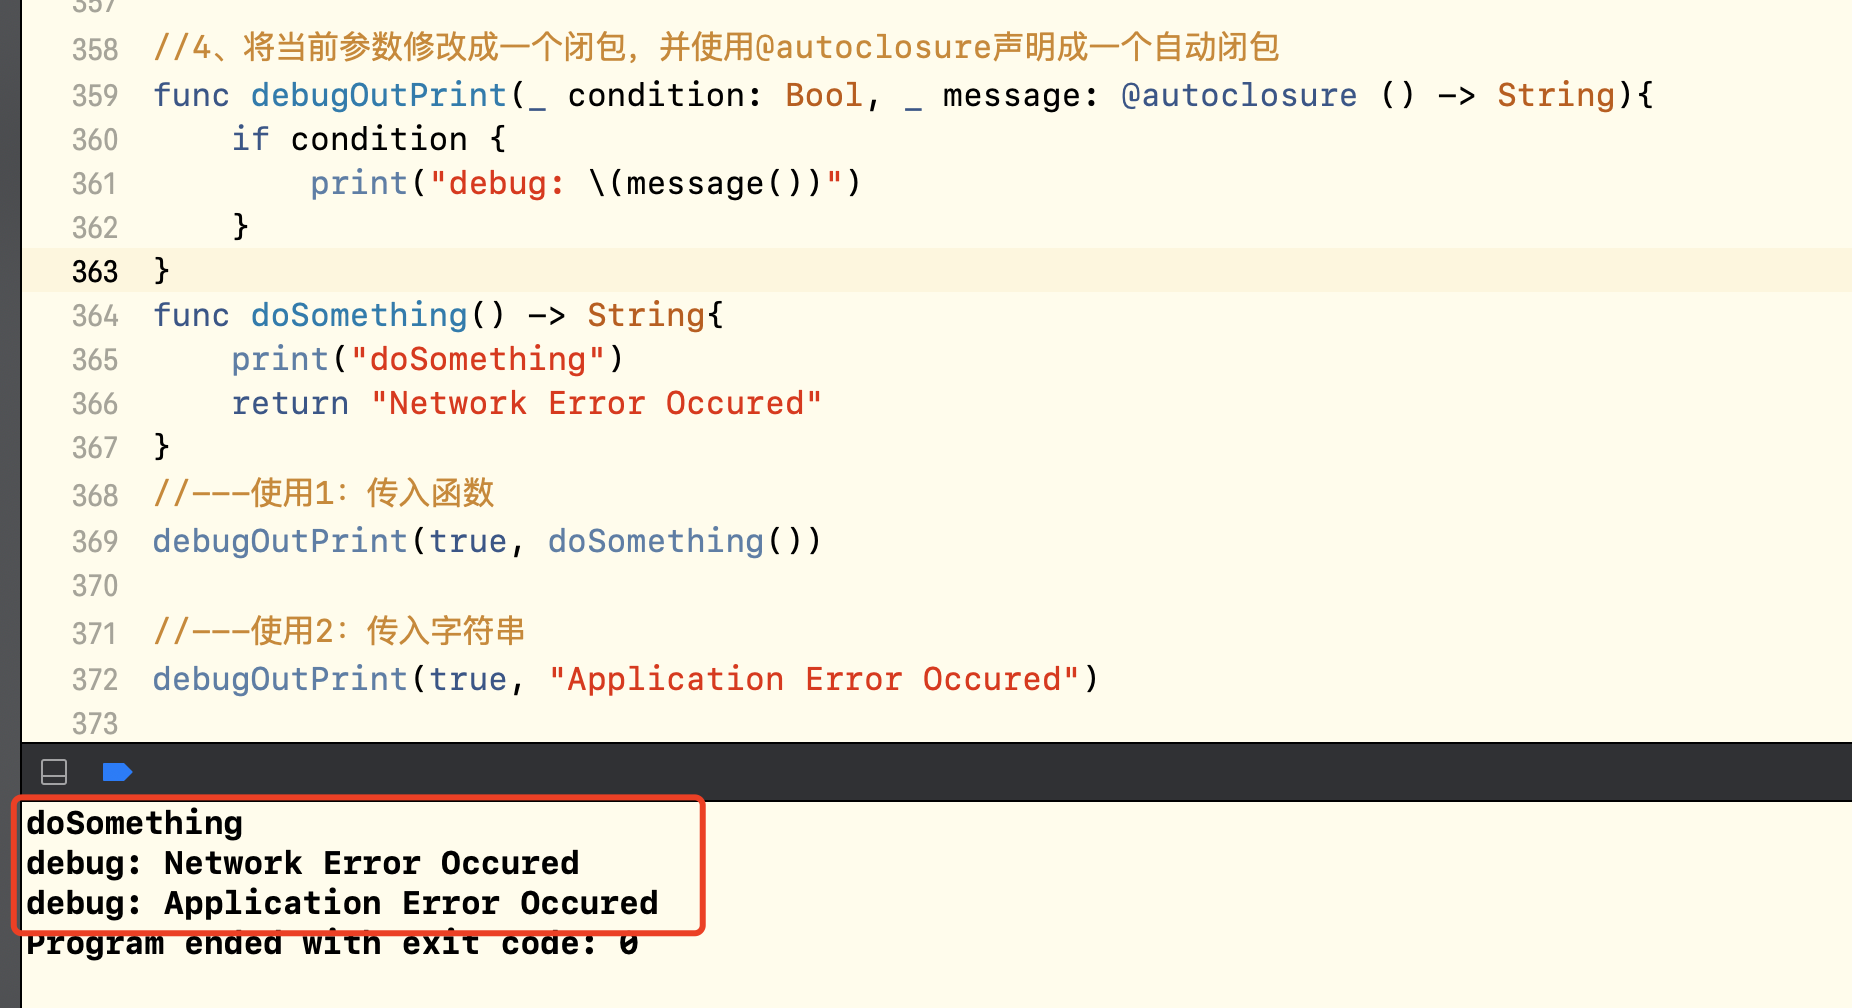 357
358 //4、将当前参数修改成一个闭包，并使用@autoclosure声明成一个自动闭包
359 func debugOutPrint(_ condition: Bool, _ message: @autoclosure () -> String){
360     if condition {
361         print("debug: \(message())")
362     }
363 }
364 func doSomething() -> String{
365     print("doSomething")
366     return "Network Error Occured"
367 }
368 //---使用1：传入函数
369 debugOutPrint(true, doSomething())
370
371 //---使用2：传入字符串
372 debugOutPrint(true, "Application Error Occured")
373
doSomething
debug: Network Error Occured
debug: Application Error Occured
Program ended with exit code: 0